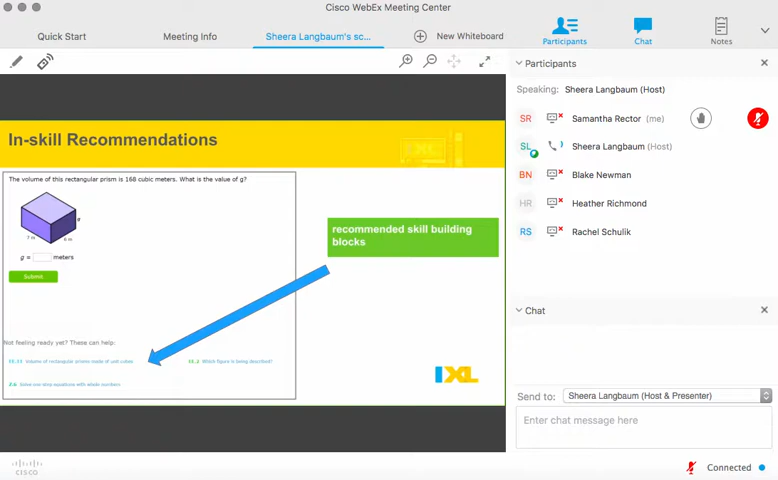 Cisco WebEx Meeting Center
Quick Start
Meeting Info
Sheera Langbaum's sc...
New Whiteboard
Participants
Chat
Notes
In-skill Recommendations
IXL
The volume of this rectangular prism is 168 cubic meters. What is the value of g?
g
7 m
6 m
g = meters
Submit
recommended skill building
blocks
Not feeling ready yet? These can help:
Volume of rectangular prisms made of unit cubes
Which figure is being described?
Solve one-step equations with whole numbers
IXL
CISCO
Participants
Speaking: Sheera Langbaum (Host)
SR Samantha Rector (me)
SL Sheera Langbaum (Host)
BN Blake Newman
HR Heather Richmond
RS Rachel Schulik
Chat
Send to: Sheera Langbaum (Host & Presenter)
Enter chat message here
Connected